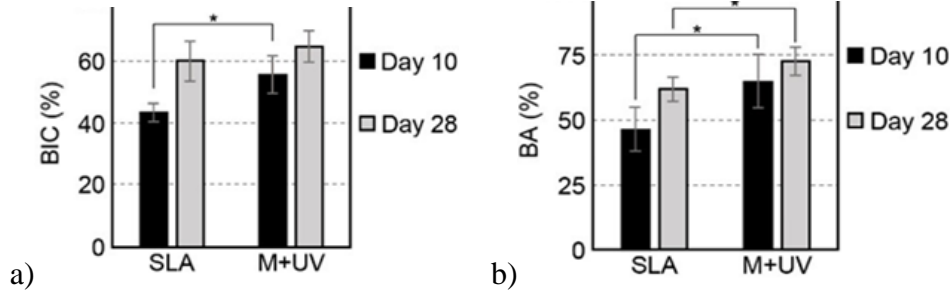 *
60
40
20
0
BIC (%)
SLA
M+UV
Day 10
Day 28
a)
*
*
75
50
25
0
BA (%)
SLA
M+UV
Day 10
Day 28
b)